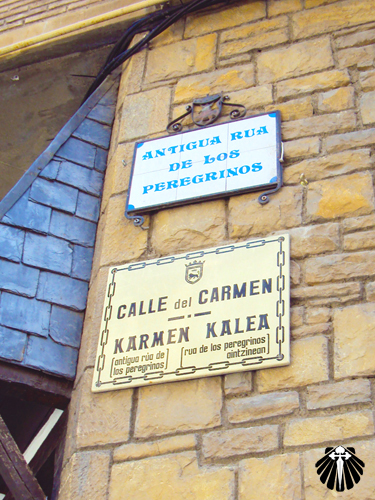 ANTIGUA RUA
DE LOS
PEREGRINOS
CALLE del CARMEN
KARMEN KALEA
(antigua rúa de
los peregrinos
(rua de los peregrinos
aintzinean)